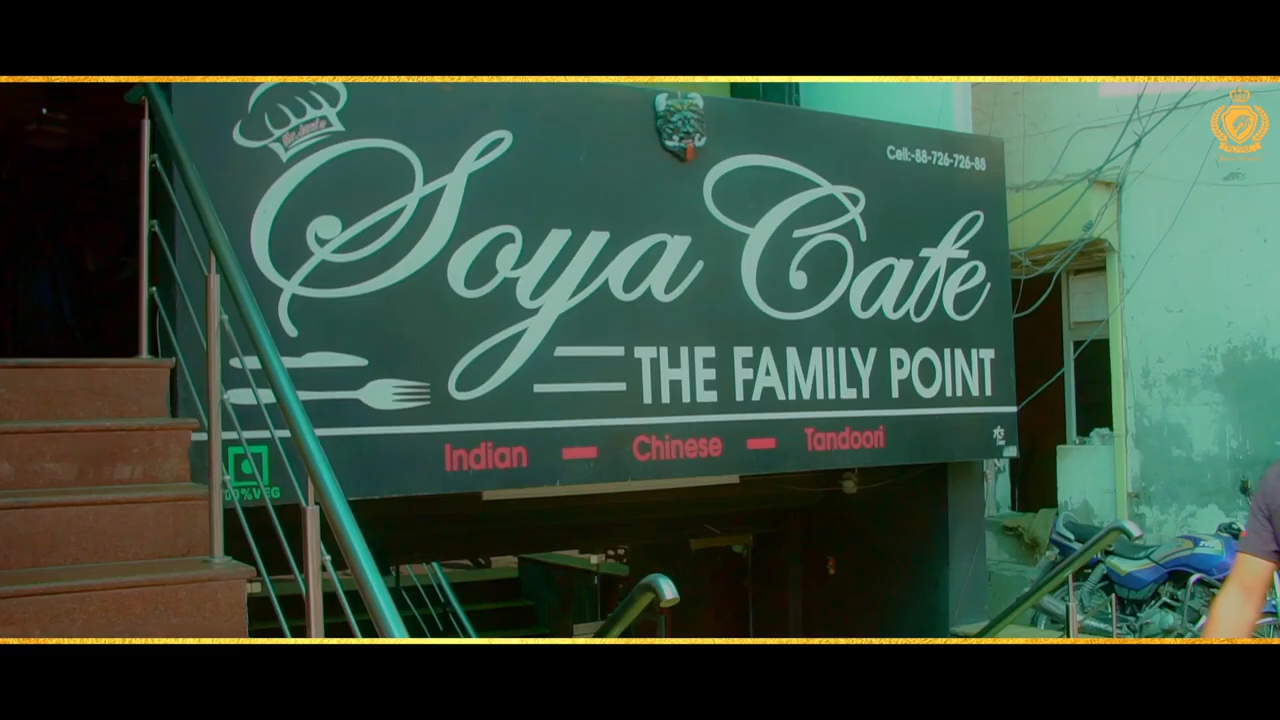 Cell:-88-726-726-88
Soya Cafe
THE FAMILY POINT
Indian - Chinese - Tandoori
100%VEG